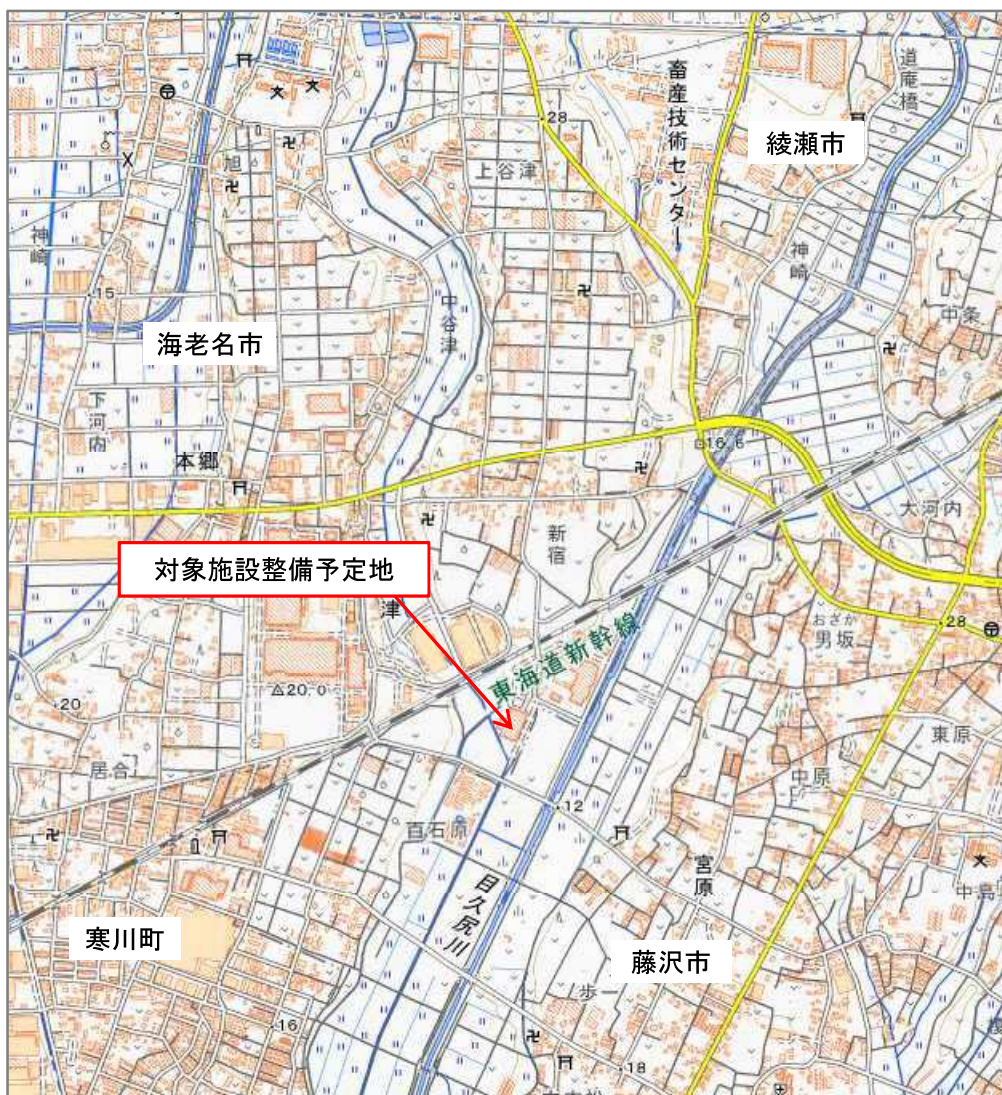 道庵橋
畜産技術センター
綾瀬市
28
上谷津
旭
神崎
神崎
15
中谷津
中条
海老名市
下河内
16.6
本郷
大河内
新宿
対象施設整備予定地
津
おざか
男坂
28
東海道新幹線
20.0
20
東原
居合
中原
12
百石原
宮原
目久尻川
中島
寒川町
藤沢市
歩一
16
18